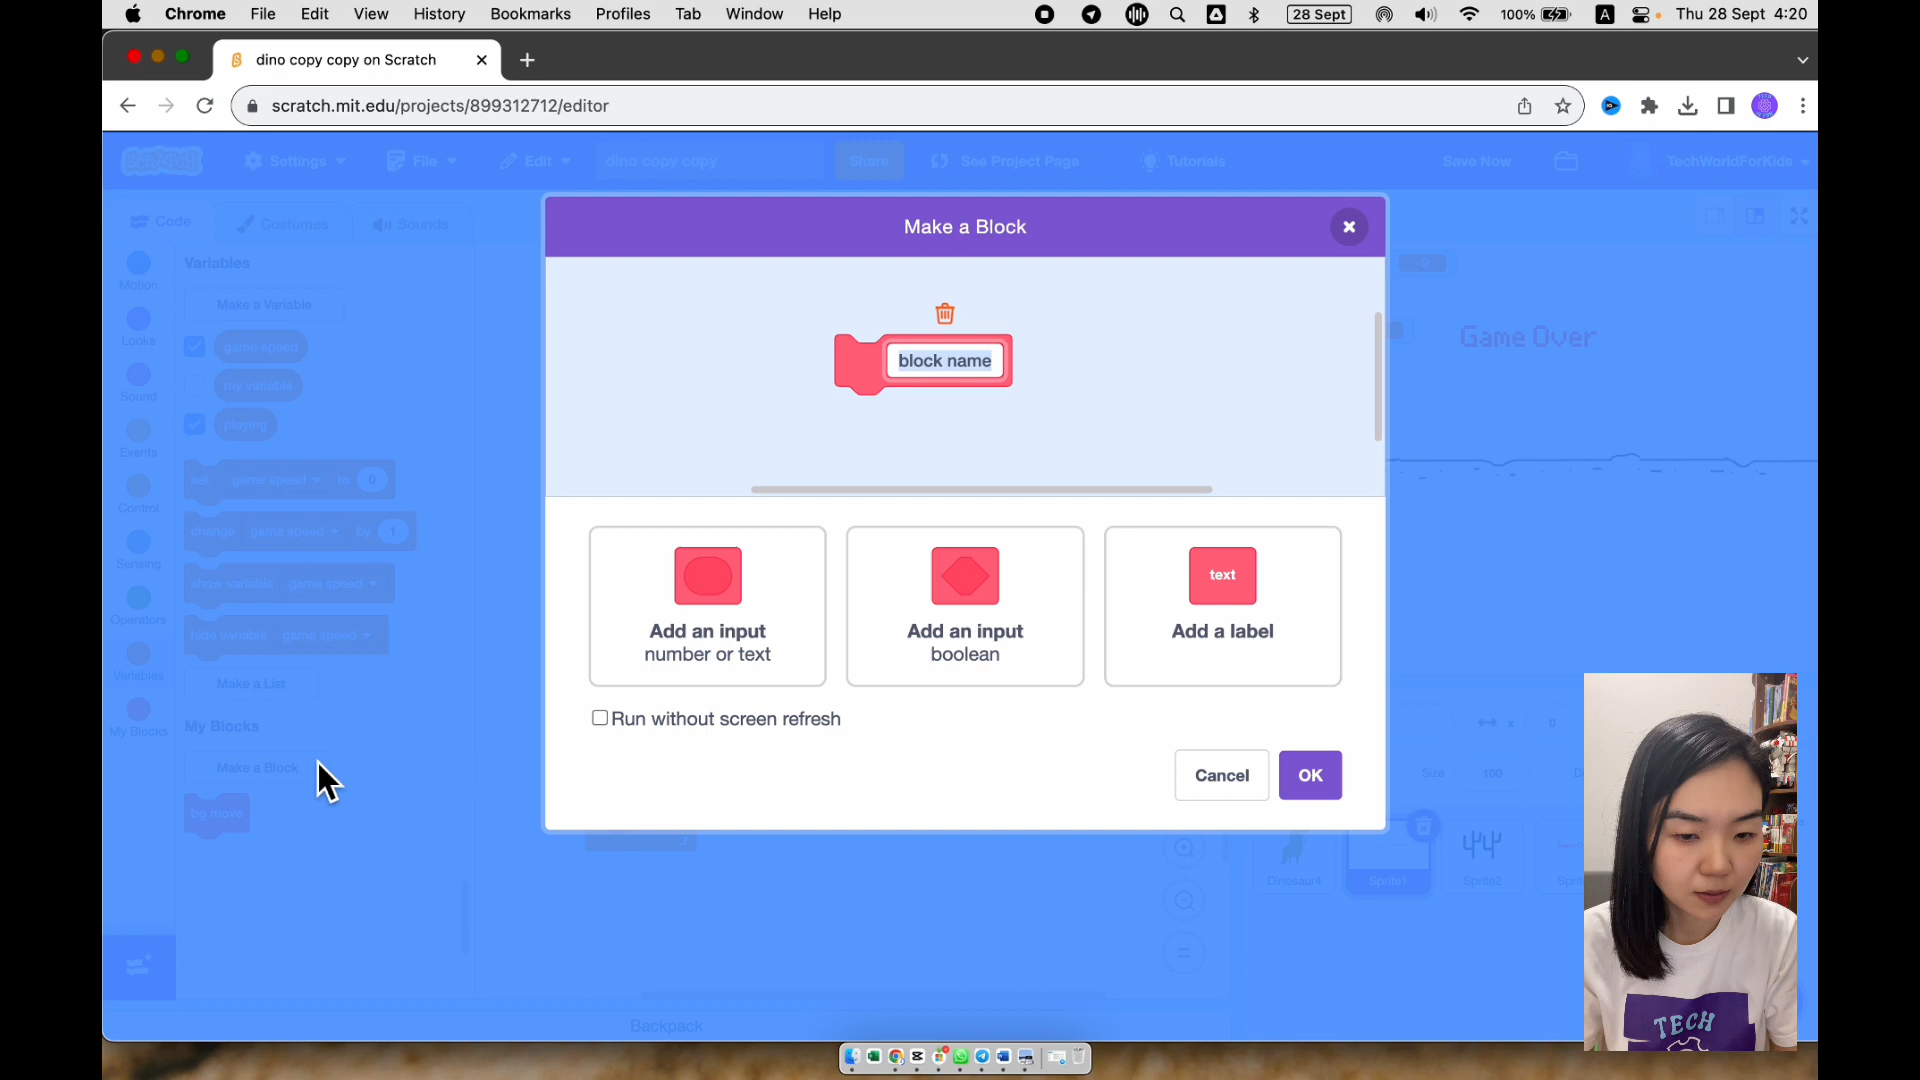 Chrome File Edit View History Bookmarks Profiles Tab Window Help 28 Sept 100% A Thu 28 Sept 4:20
dino copy copy on Scratch
scratch.mit.edu/projects/899312712/editor
SCRATCH Settings File Edit dino copy copy Share See Project Page Tutorials Save Now TechWorldForKids
Code Costumes Sounds
Make a Block
Motion
Looks
Sound
Events
Control
Sensing
Operators
Variables
My Blocks
Variables
Make a Variable
game speed
my variable
playing
set game speed to 0
change game speed by 1
show variable game speed
hide variable game speed
Make a List
My Blocks
Make a Block
bg move
block name
text
Add an input
number or text
Add an input
boolean
Add a label
Run without screen refresh
Cancel OK
Game Over
x 0
Size 100
Dinosaur4 Sprite1 Sprite2
Backpack
TECH